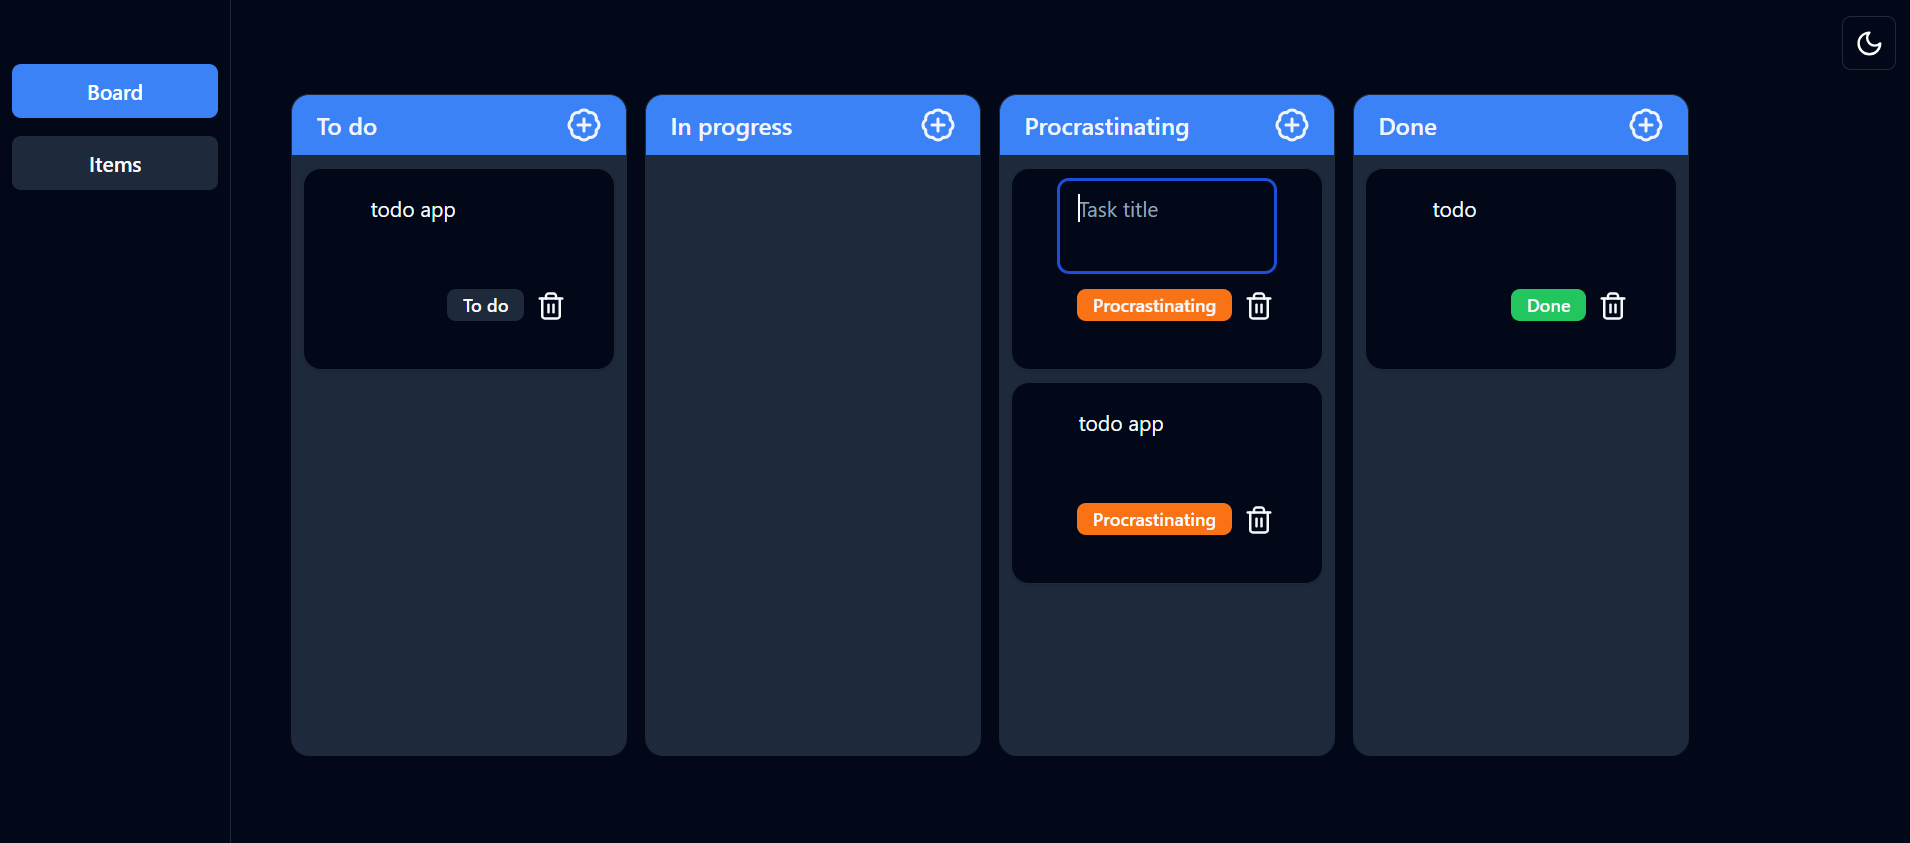 Board
Items
To do
todo app
To do
In progress
Procrastinating
Task title
Procrastinating
todo app
Procrastinating
Done
todo
Done